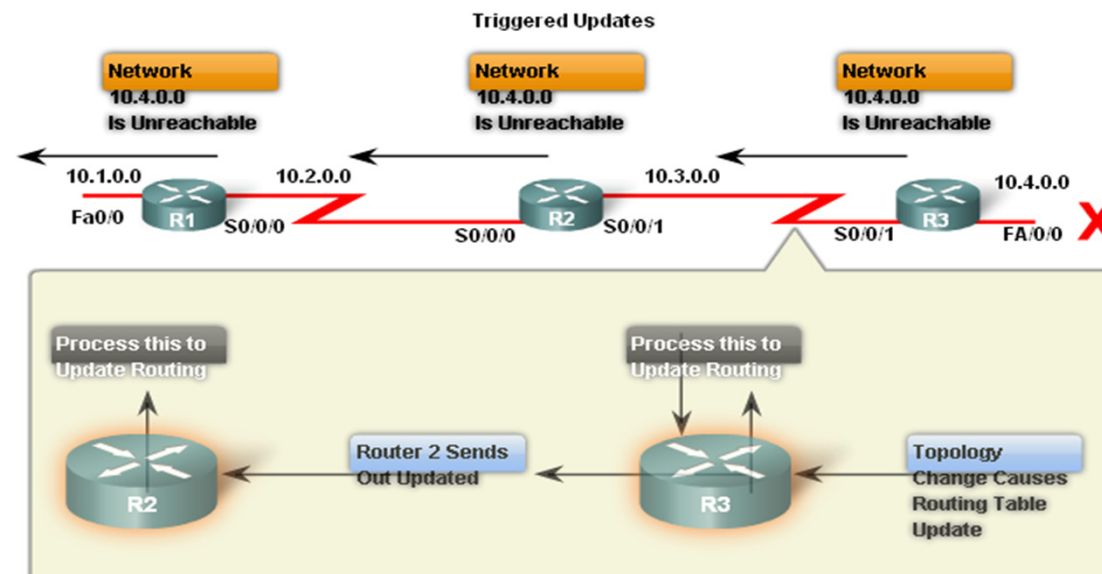 Triggered Updates
Network
10.4.0.0
Is Unreachable
Network
10.4.0.0
Is Unreachable
Network
10.4.0.0
Is Unreachable
10.1.0.0
10.2.0.0
10.3.0.0
10.4.0.0
Fa0/0
R1
S0/0/0
S0/0/0
R2
S0/0/1
S0/0/1
R3
FA/0/0
X
Process this to
Update Routing
Process this to
Update Routing
Router 2 Sends
Out Updated
Topology
Change Causes
Routing Table
Update
R2
R3